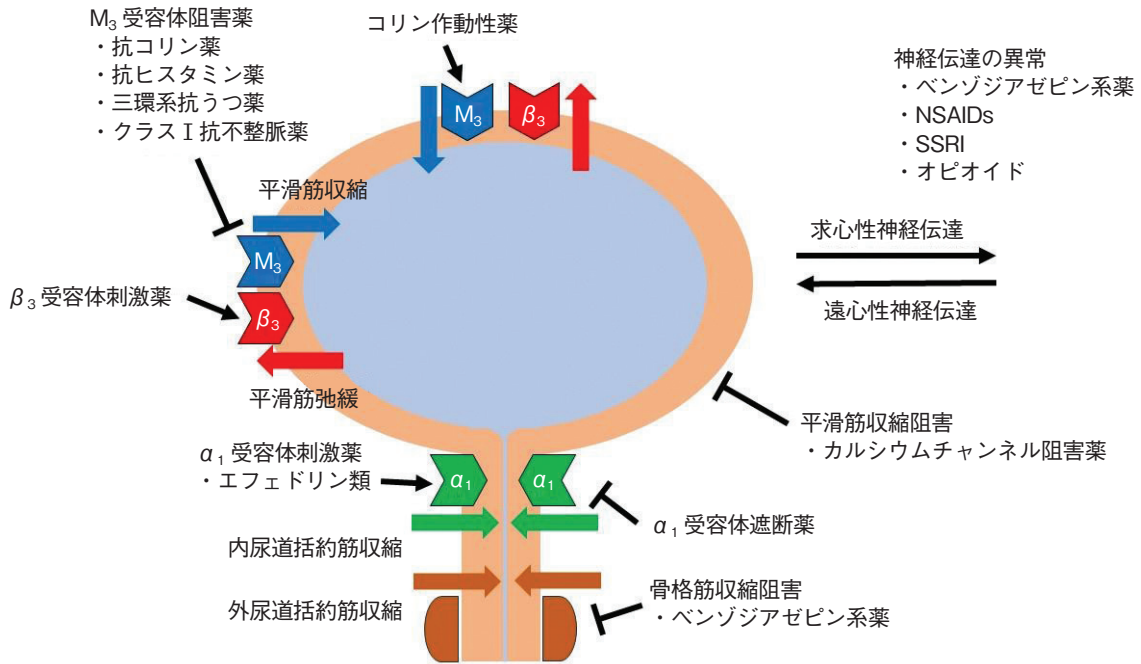 M₃ 受容体阻害薬
・抗コリン薬
・抗ヒスタミン薬
・三環系抗うつ薬
・クラスⅠ抗不整脈薬
コリン作動性薬
神経伝達の異常
・ベンゾジアゼピン系薬
・NSAIDs
・SSRI
・オピオイド
M₃
β₃
平滑筋収縮
M₃
β₃ 受容体刺激薬
β₃
平滑筋弛緩
求心性神経伝達
遠心性神経伝達
平滑筋収縮阻害
・カルシウムチャンネル阻害薬
α₁ 受容体刺激薬
・エフェドリン類
α₁
α₁
α₁ 受容体遮断薬
内尿道括約筋収縮
外尿道括約筋収縮
骨格筋収縮阻害
・ベンゾジアゼピン系薬